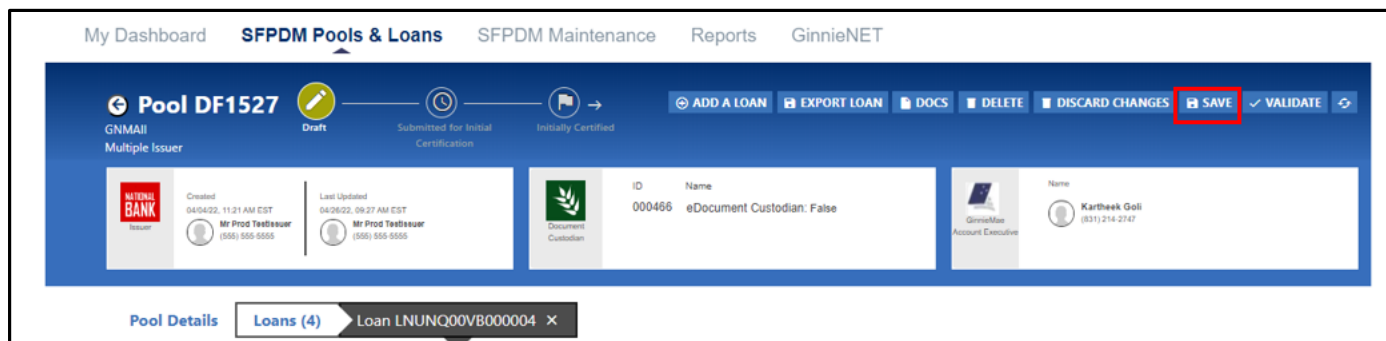 My Dashboard SFPDM Pools & Loans SFPDM Maintenance Reports GinnieNET
Pool DF1527
GNMAII
Multiple Issuer
Draft
Submitted for Initial
Certification
Initially Certified
ADD A LOAN EXPORT LOAN DOCS DELETE DISCARD CHANGES SAVE VALIDATE
NATIONAL
BANK
Issuer
Created
04/04/22, 11:21 AM EST
Mr Prod TestIssuer
(555) 555-5555
Last Updated
04/26/22, 09:27 AM EST
Mr Prod TestIssuer
(555) 555-5555
Document
Custodian
ID Name
000466 eDocument Custodian: False
GinnieMae
Account Executive
Name
Kartheek Goli
(831) 214-2747
Pool Details Loans (4) Loan LNUNQ00VB000004 ×